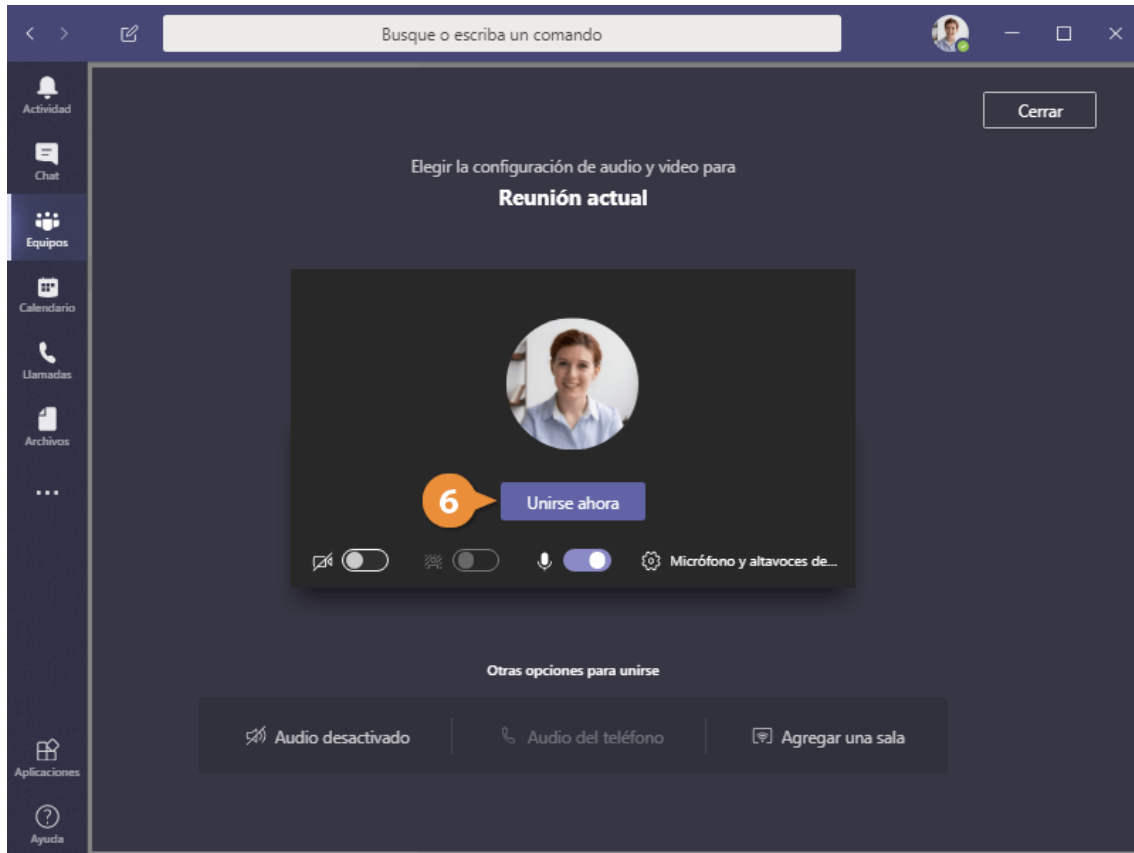 Busque o escriba un comando
Actividad
Chat
Equipos
Calendario
Llamadas
Archivos
Aplicaciones
Ayuda
Cerrar
Elegir la configuración de audio y video para
Reunión actual
6
Unirse ahora
Micrófono y altavoces de...
Otras opciones para unirse
Audio desactivado
Audio del teléfono
Agregar una sala